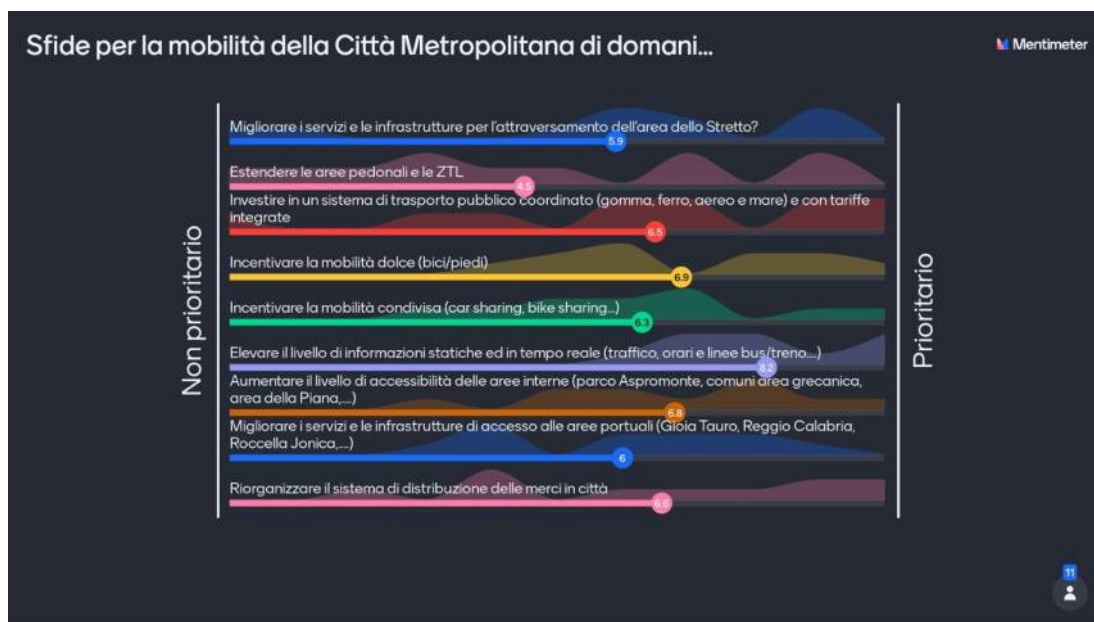 Sfide per la mobilità della Città Metropolitana di domani...
Mentimeter
Non prioritario
Migliorare i servizi e le infrastrutture per l'attraversamento dell'area dello Stretto?
5.9
Estendere le aree pedonali e le ZTL
4.5
Investire in un sistema di trasporto pubblico coordinato (gomma, ferro, aereo e mare) e con tariffe
integrate
6.5
Incentivare la mobilità dolce (bici/piedi)
6.9
Incentivare la mobilità condivisa (car sharing, bike sharing...)
6.3
Elevare il livello di informazioni statiche ed in tempo reale (traffico, orari e linee bus/treno....)
8.2
Aumentare il livello di accessibilità delle aree interne (parco Aspromonte, comuni area grecanica,
area della Piana,....)
6.8
Migliorare i servizi e le infrastrutture di accesso alle aree portuali (Gioia Tauro, Reggio Calabria,
Roccella Jonica,....)
6
Riorganizzare il sistema di distribuzione delle merci in città
6.6
Prioritario
11